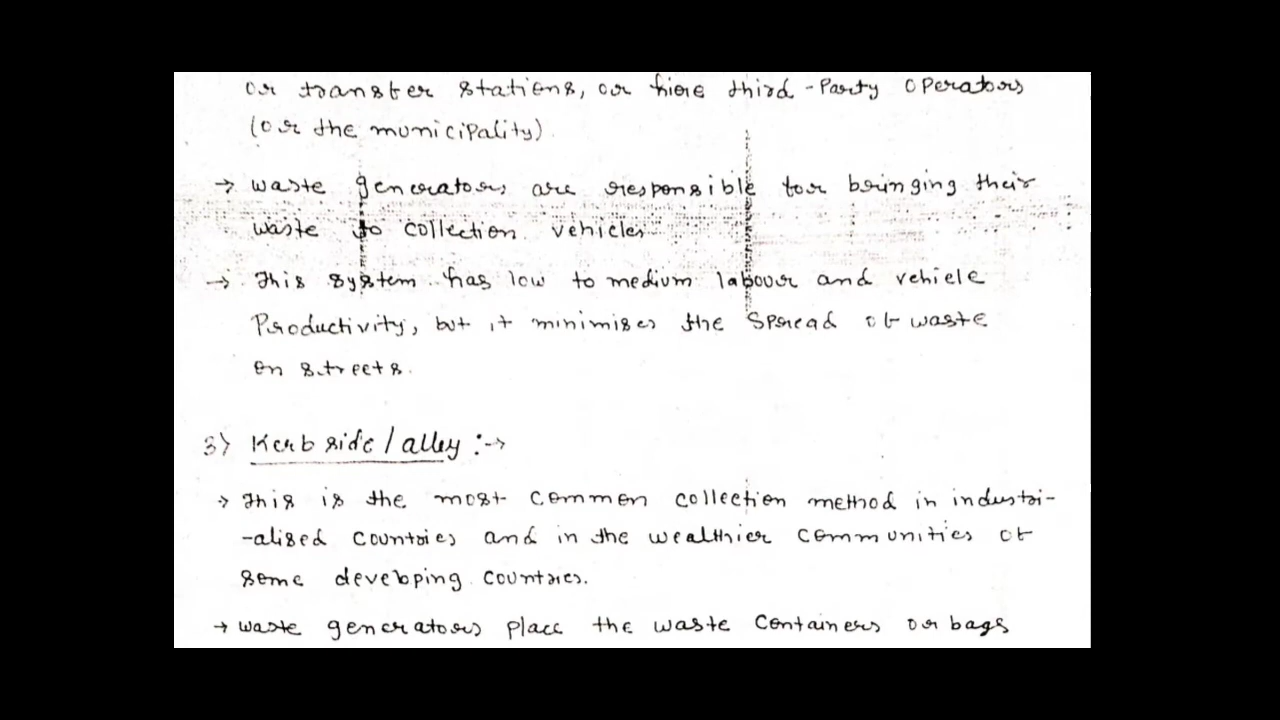 or transfer stations, or hire third-Party operators
(or the municipality)
→ waste generators are responsible for bringing their
waste to collection vehicles
→ This system has low to medium labour and vehicle
Productivity, but it minimises the spread of waste
on streets.
3) Kerb side/alley :→
→ This is the most common collection method in industri-
-alised countries and in the wealthier communities of
some developing countries.
→ waste generators place the waste containers or bags